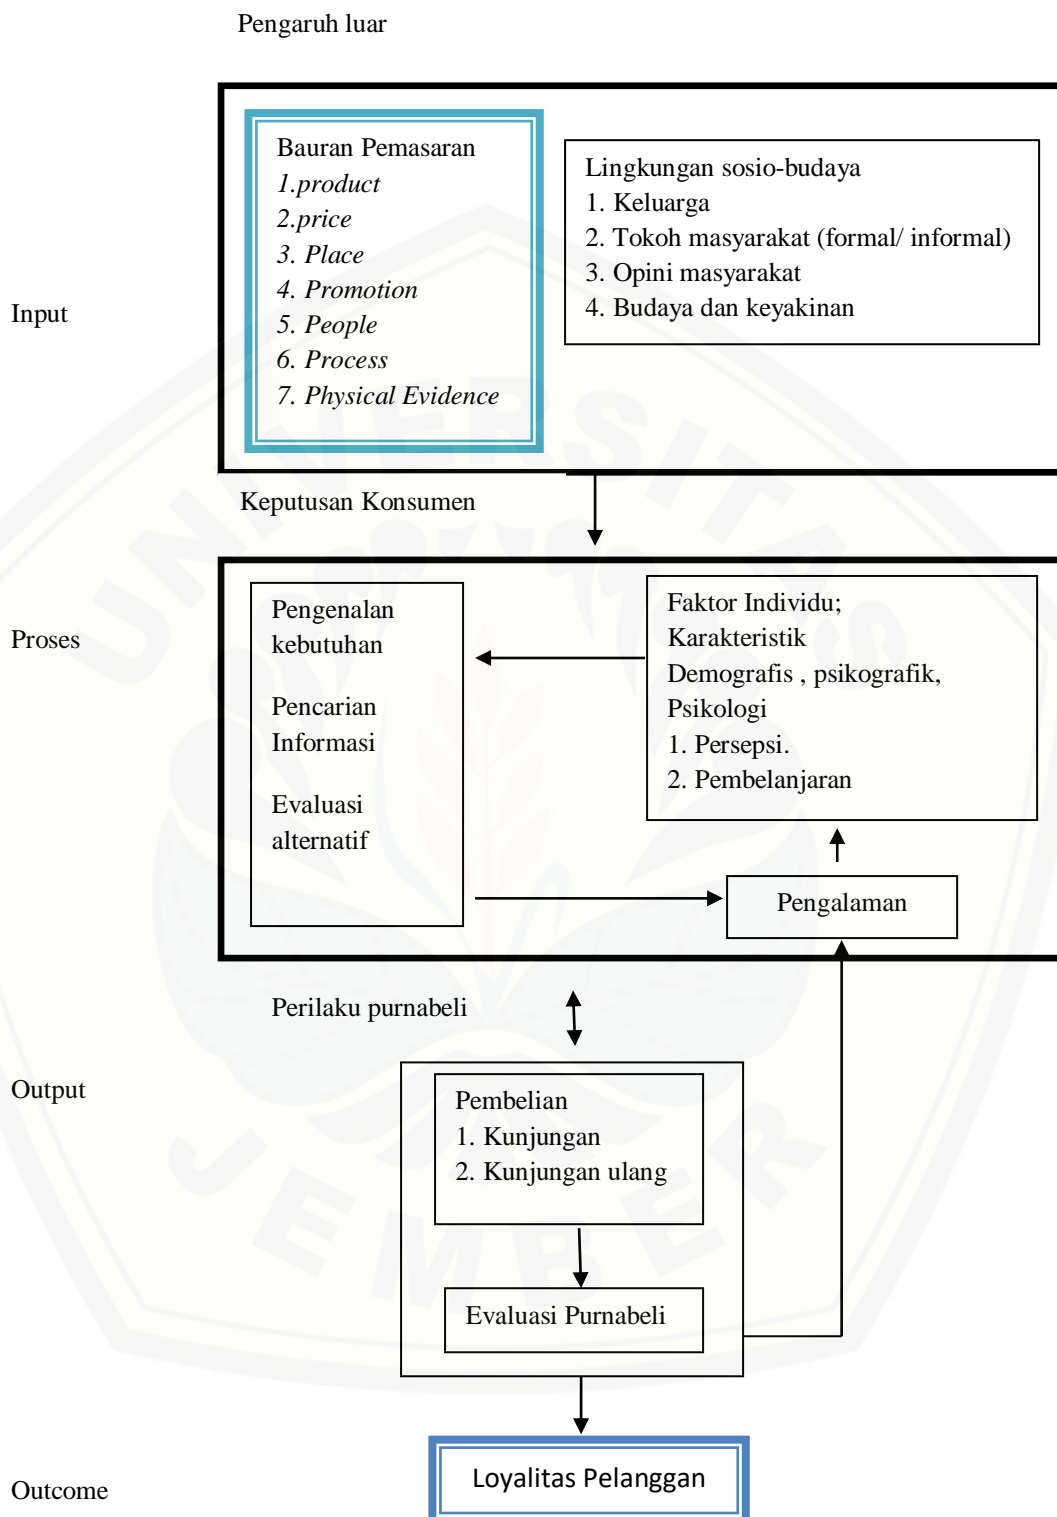 Pengaruh luar
Bauran Pemasaran
1.product
2.price
3. Place
4. Promotion
5. People
6. Process
7. Physical Evidence
Lingkungan sosio-budaya
1. Keluarga
2. Tokoh masyarakat (formal/ informal)
3. Opini masyarakat
4. Budaya dan keyakinan
Input
Keputusan Konsumen
Proses
Pengenalan
kebutuhan
Pencarian
Informasi
Evaluasi
alternatif
Faktor Individu;
Karakteristik
Demografis , psikografik,
Psikologi
1. Persepsi.
2. Pembelanjaran
Pengalaman
Perilaku purnabeli
Output
Pembelian
1. Kunjungan
2. Kunjungan ulang
Evaluasi Purnabeli
Outcome
Loyalitas Pelanggan
UNIVERSITAS
JEMBER